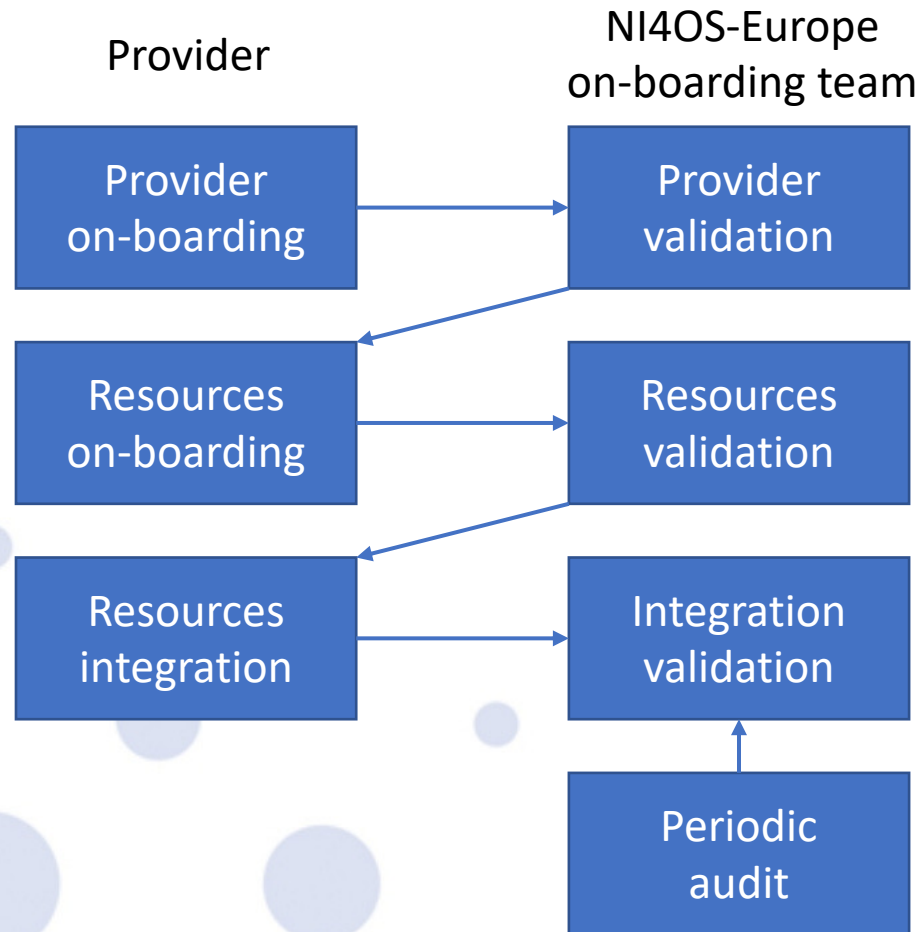 Provider
NI4OS-Europe
on-boarding team
Provider
on-boarding
Provider
validation
Resources
on-boarding
Resources
validation
Resources
integration
Integration
validation
Periodic
audit